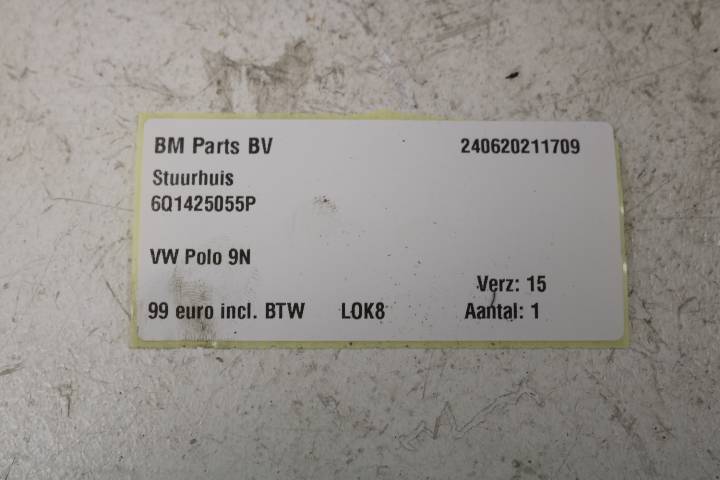 BM Parts BV 240620211709
Stuurhuis
6Q1425055P
VW Polo 9N
Verz: 15
99 euro incl. BTW LOK8 Aantal: 1